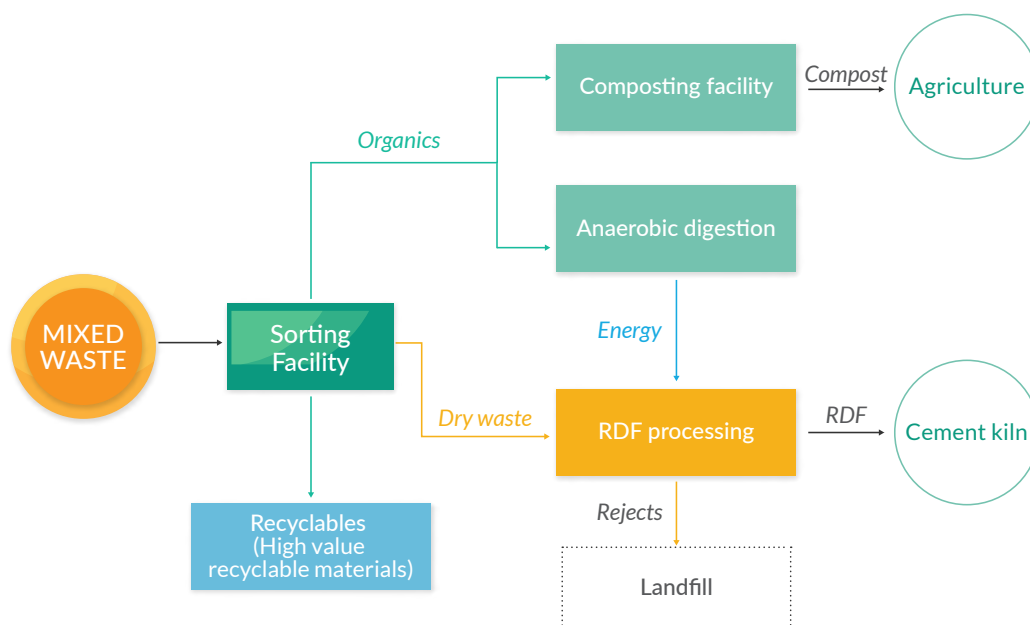 Composting facility
Compost
Agriculture
Organics
Anaerobic digestion
MIXED
WASTE
Sorting
Facility
Energy
Dry waste
RDF processing
RDF
Cement kiln
Recyclables
(High value
recyclable materials)
Rejects
Landfill